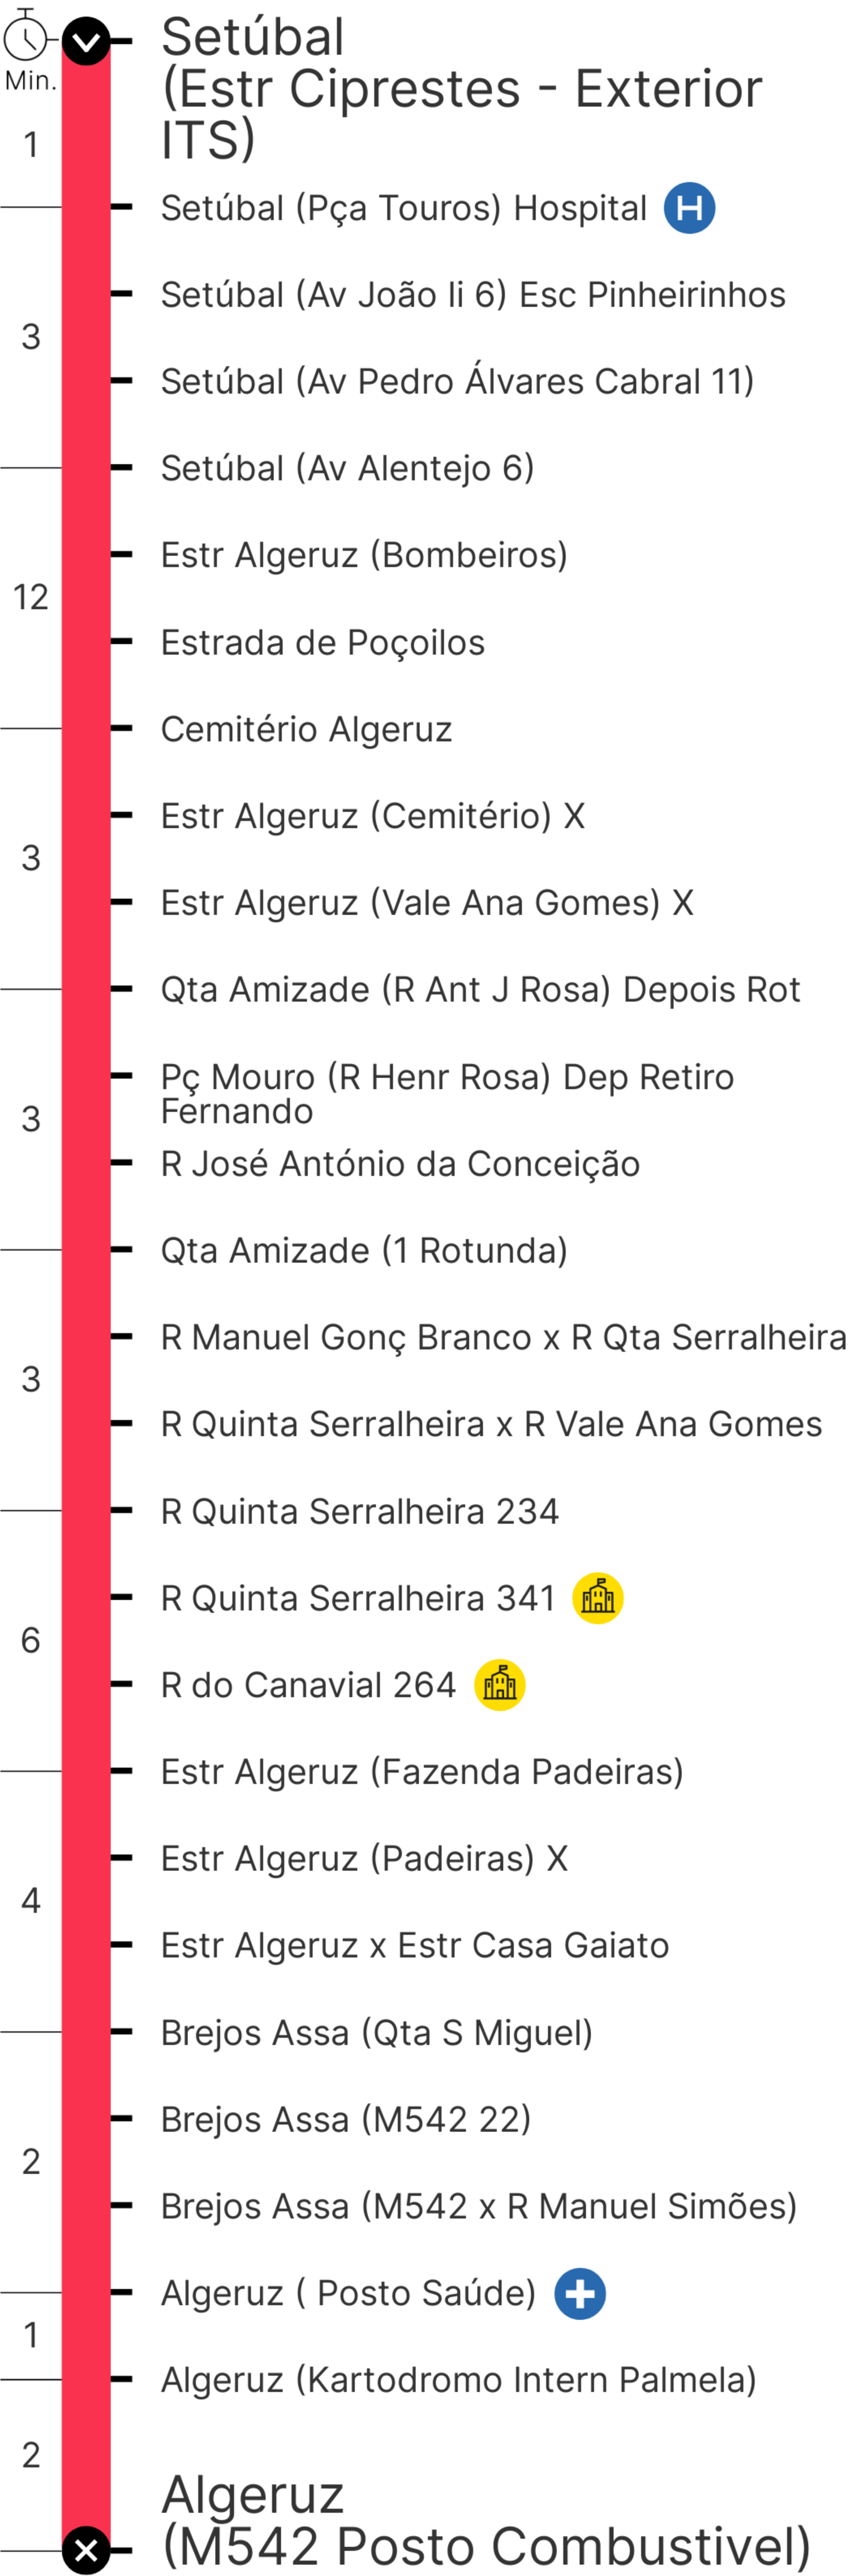 Setúbal
(Estr Ciprestes - Exterior
ITS)
Min.
1
Setúbal (Pça Touros) Hospital H
Setúbal (Av João Ii 6) Esc Pinheirinhos
3
Setúbal (Av Pedro Álvares Cabral 11)
Setúbal (Av Alentejo 6)
Estr Algeruz (Bombeiros)
12
Estrada de Poçoilos
Cemitério Algeruz
Estr Algeruz (Cemitério) X
3
Estr Algeruz (Vale Ana Gomes) X
Qta Amizade (R Ant J Rosa) Depois Rot
Pç Mouro (R Henr Rosa) Dep Retiro
Fernando
3
R José António da Conceição
Qta Amizade (1 Rotunda)
R Manuel Gonç Branco x R Qta Serralheira
3
R Quinta Serralheira x R Vale Ana Gomes
R Quinta Serralheira 234
R Quinta Serralheira 341
6
R do Canavial 264
Estr Algeruz (Fazenda Padeiras)
Estr Algeruz (Padeiras) X
4
Estr Algeruz x Estr Casa Gaiato
Brejos Assa (Qta S Miguel)
Brejos Assa (M542 22)
2
Brejos Assa (M542 x R Manuel Simões)
Algeruz ( Posto Saúde)
1
Algeruz (Kartodromo Intern Palmela)
2
Algeruz
(M542 Posto Combustivel)